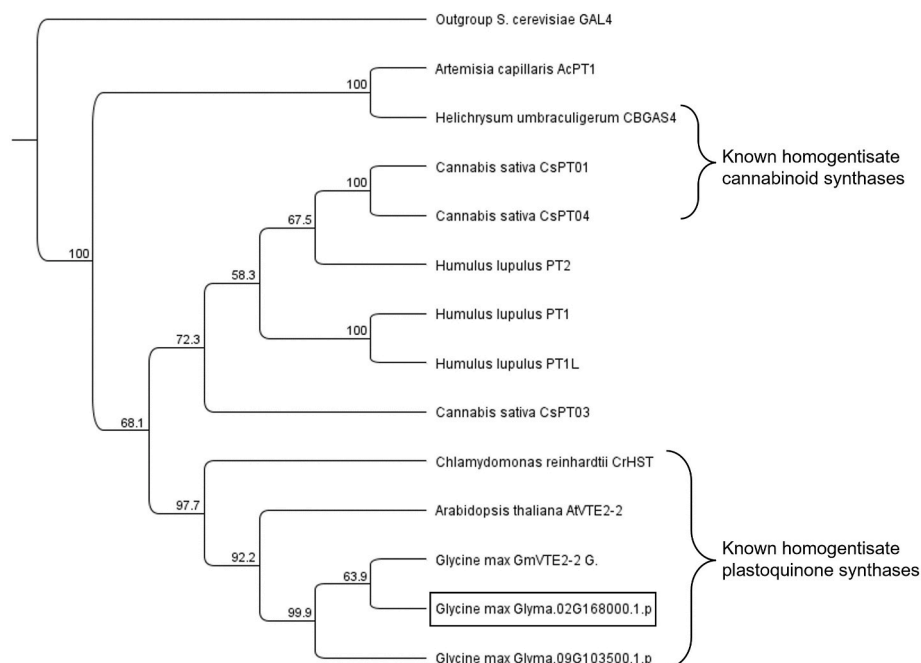 Outgroup S. cerevisiae GAL4
Artemisia capillaris AcPT1
100
Helichrysum umbraculigerum CBGAS4
Known homogentisate
cannabinoid synthases
Cannabis sativa CsPT01
100
Cannabis sativa CsPT04
67.5
100
Humulus lupulus PT2
58.3
Humulus lupulus PT1
100
Humulus lupulus PT1L
72.3
Cannabis sativa CsPT03
68.1
Chlamydomonas reinhardtii CrHST
97.7
Arabidopsis thaliana AtVTE2-2
Known homogentisate
plastoquinone synthases
92.2
Glycine max GmVTE2-2 G.
63.9
Glycine max Glyma.02G168000.1.p
99.9
Glycine max Glyma.09G103500.1.p